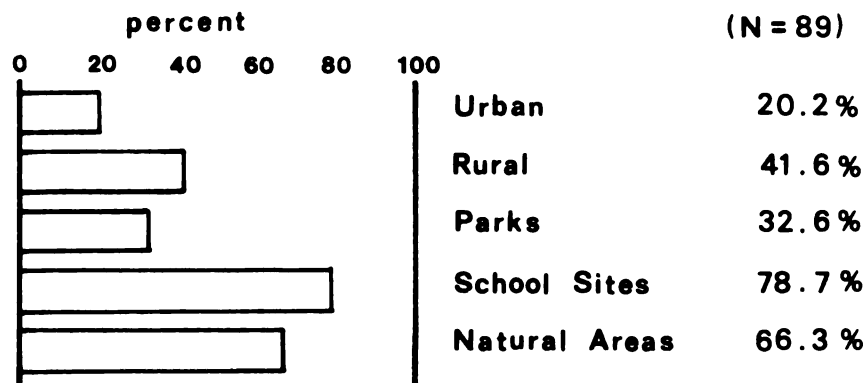 percent (N = 89)
0 20 40 60 80 100
Urban 20.2%
Rural 41.6%
Parks 32.6%
School Sites 78.7%
Natural Areas 66.3%